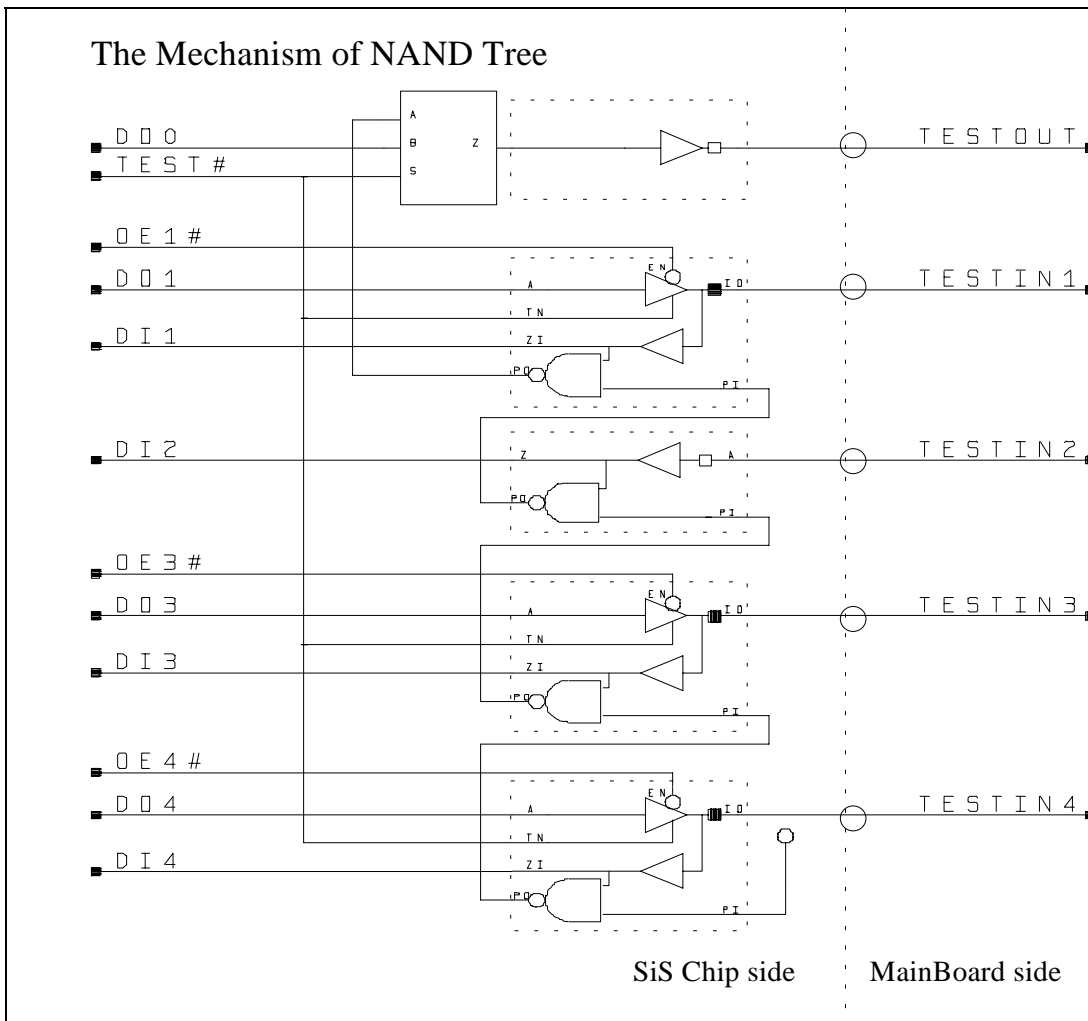 The Mechanism of NAND Tree
A
DO0
B
Z
TESTOUT
TEST#
S
OE1#
EN
DO1
A
IO
TESTIN1
TN
DI1
ZI
PO
PI
DI2
Z
A
TESTIN2
PO
PI
OE3#
EN
DO3
A
IO
TESTIN3
TN
DI3
ZI
PO
PI
OE4#
EN
DO4
A
IO
TESTIN4
TN
DI4
ZI
PO
PI
SiS Chip side
MainBoard side